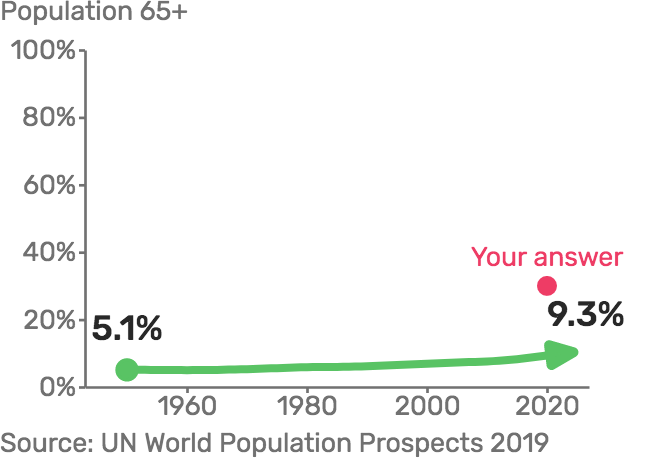 Population 65+
100%
80%
60%
40%
Your answer
9.3%
20%
5.1%
0%
1960 1980 2000 2020
Source: UN World Population Prospects 2019